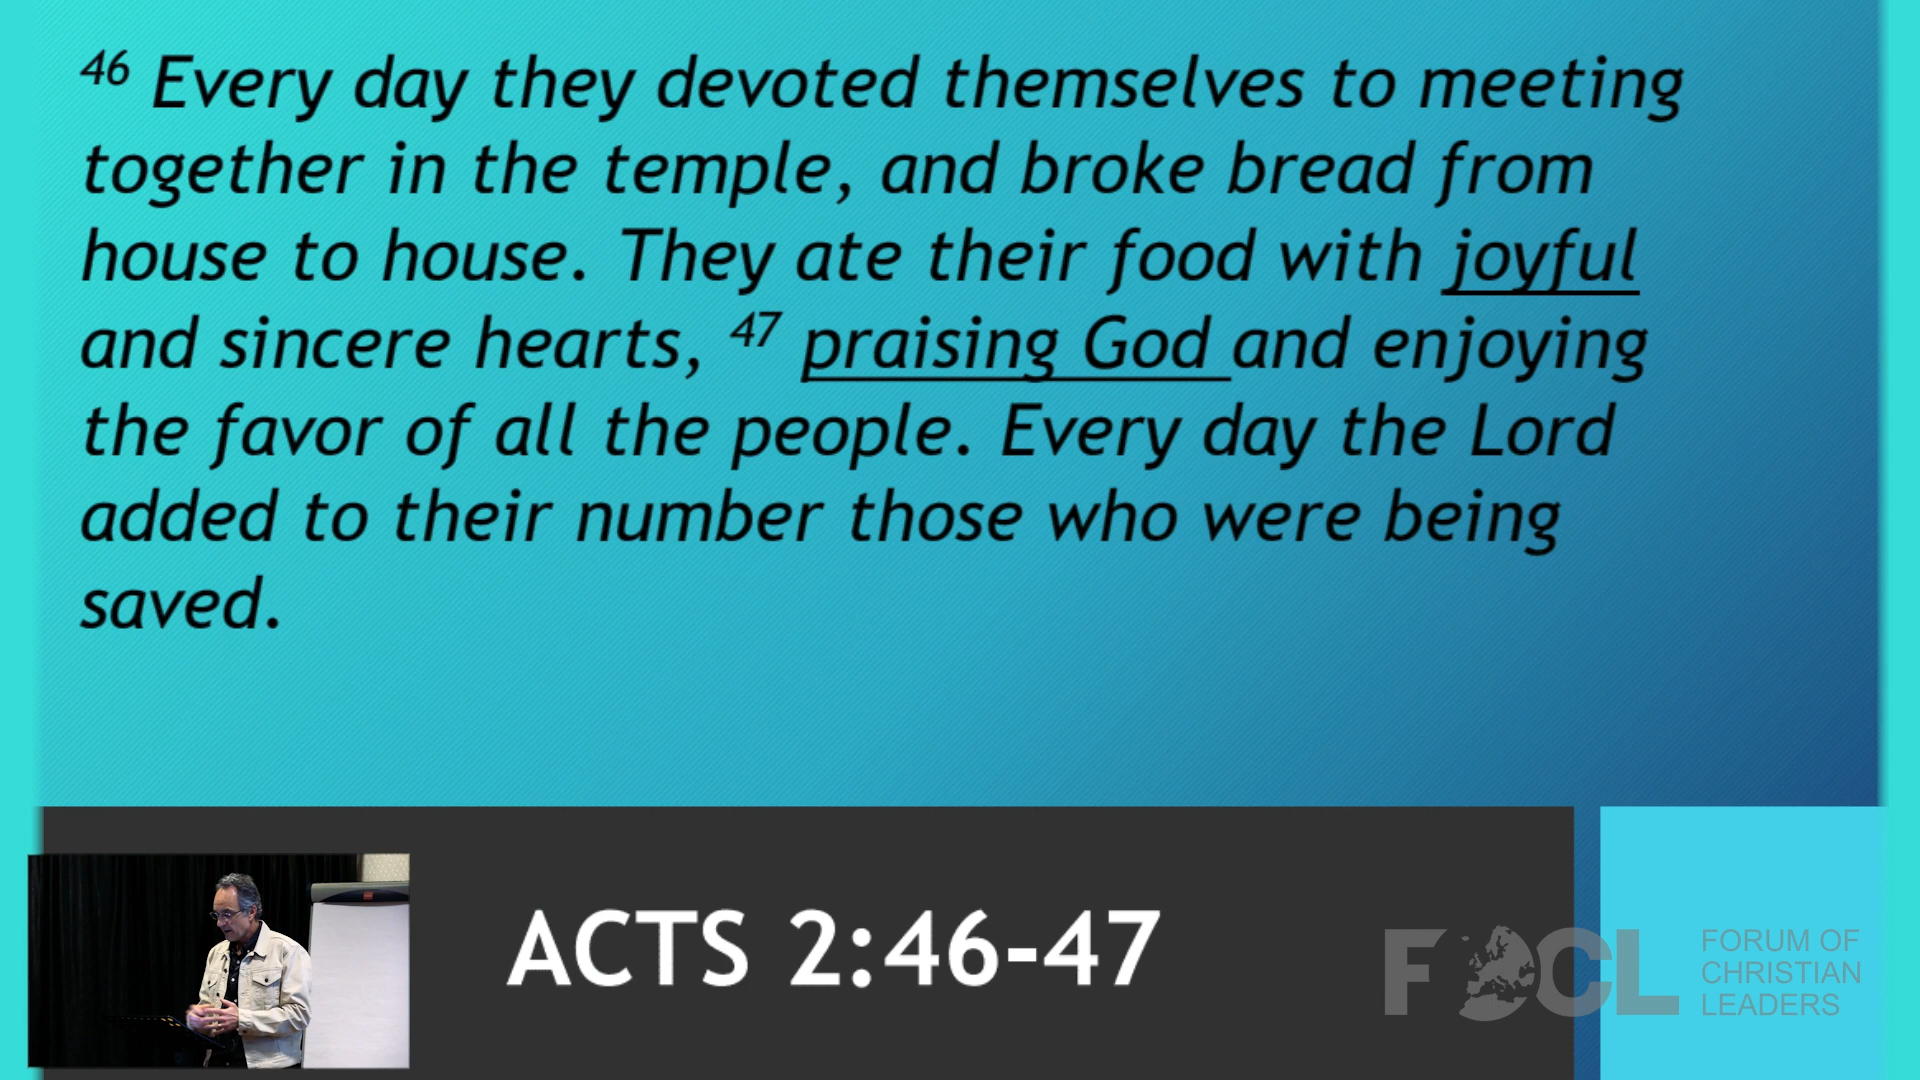 46 Every day they devoted themselves to meeting
together in the temple, and broke bread from
house to house. They ate their food with joyful
and sincere hearts, 47 praising God and enjoying
the favor of all the people. Every day the Lord
added to their number those who were being
saved.
ACTS 2:46-47
FOCL
FORUM OF
CHRISTIAN
LEADERS